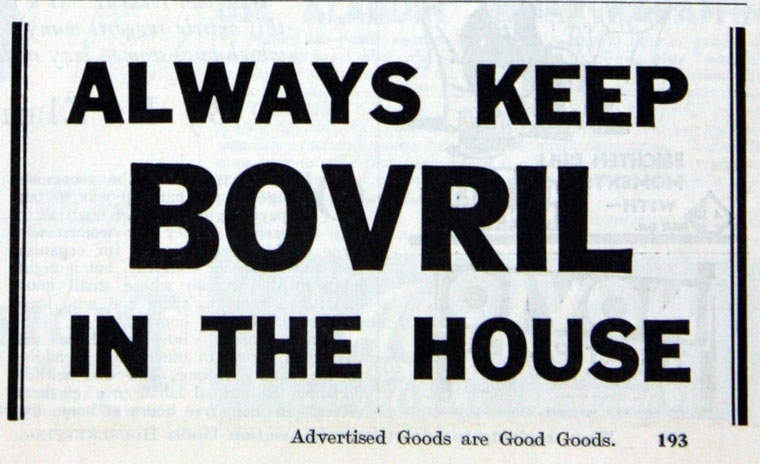 ALWAYS KEEP
BOVRIL
IN THE HOUSE
Advertised Goods are Good Goods. 193